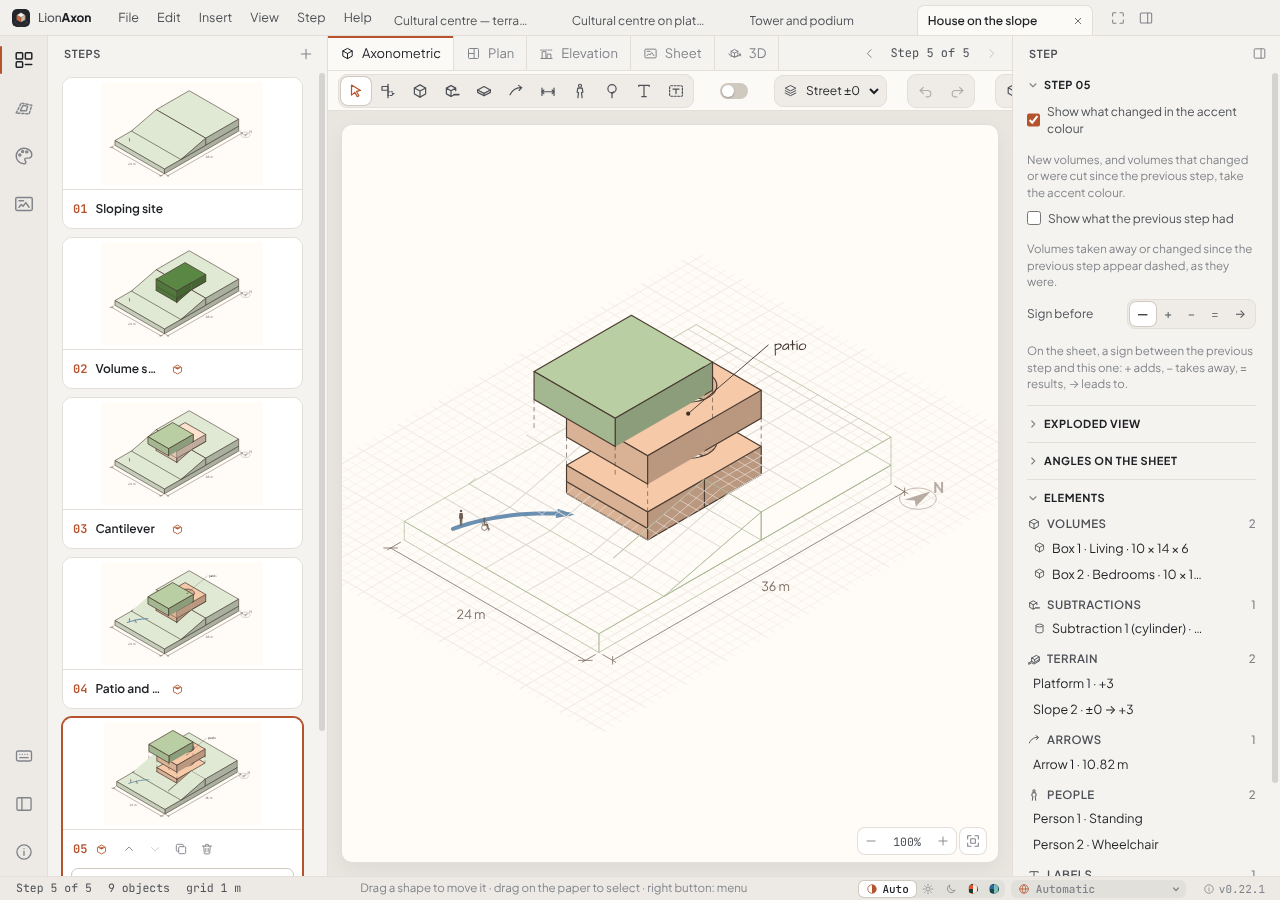 LionAxon File Edit Insert View Step Help Cultural centre — terra... Cultural centre on plat... Tower and podium House on the slope
STEPS
01 Sloping site
02 Volume s...
03 Cantilever
04 Patio and ...
05
Axonometric Plan Elevation Sheet 3D Step 5 of 5
Street ±0
patio
N
36 m
24 m
100%
STEP
STEP 05
Show what changed in the accent
colour
New volumes, and volumes that changed
or were cut since the previous step, take
the accent colour.
Show what the previous step had
Volumes taken away or changed since the
previous step appear dashed, as they
were.
Sign before — + − = →
On the sheet, a sign between the previous
step and this one: + adds, − takes away, =
results, → leads to.
EXPLODED VIEW
ANGLES ON THE SHEET
ELEMENTS
VOLUMES 2
Box 1 · Living · 10 × 14 × 6
Box 2 · Bedrooms · 10 × 1...
SUBTRACTIONS 1
Subtraction 1 (cylinder) · ...
TERRAIN 2
Platform 1 · +3
Slope 2 · ±0 → +3
ARROWS 1
Arrow 1 · 10.82 m
PEOPLE 2
Person 1 · Standing
Person 2 · Wheelchair
LABELS 1
Step 5 of 5 9 objects grid 1 m Drag a shape to move it · drag on the paper to select · right button: menu Auto Automatic v0.22.1